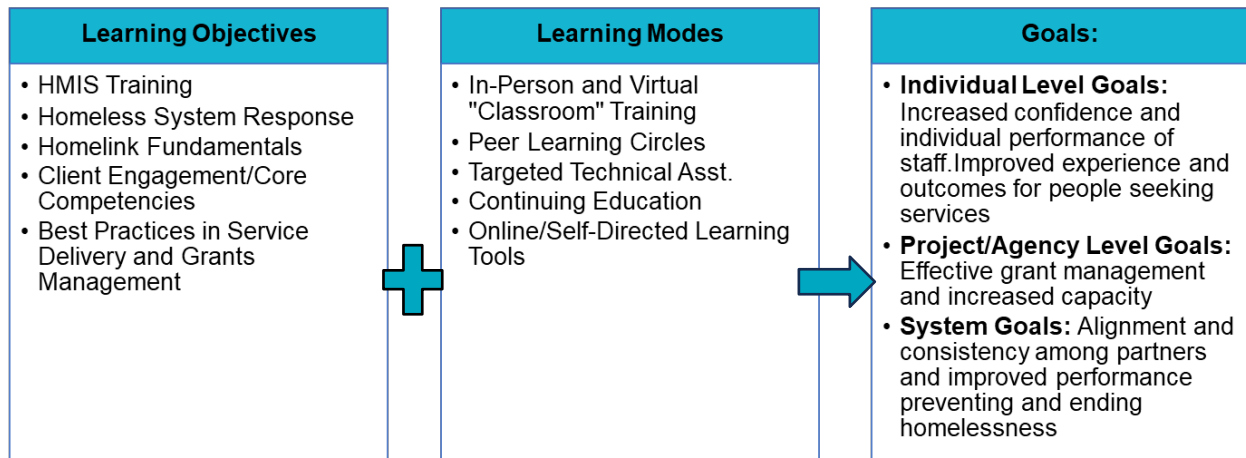 Learning Objectives
• HMIS Training
• Homeless System Response
• Homelink Fundamentals
• Client Engagement/Core
Competencies
• Best Practices in Service
Delivery and Grants
Management
Learning Modes
• In-Person and Virtual
"Classroom" Training
• Peer Learning Circles
• Targeted Technical Asst.
• Continuing Education
• Online/Self-Directed Learning
Tools
Goals:
• Individual Level Goals:
Increased confidence and
individual performance of
staff.Improved experience and
outcomes for people seeking
services
• Project/Agency Level Goals:
Effective grant management
and increased capacity
• System Goals: Alignment and
consistency among partners
and improved performance
preventing and ending
homelessness